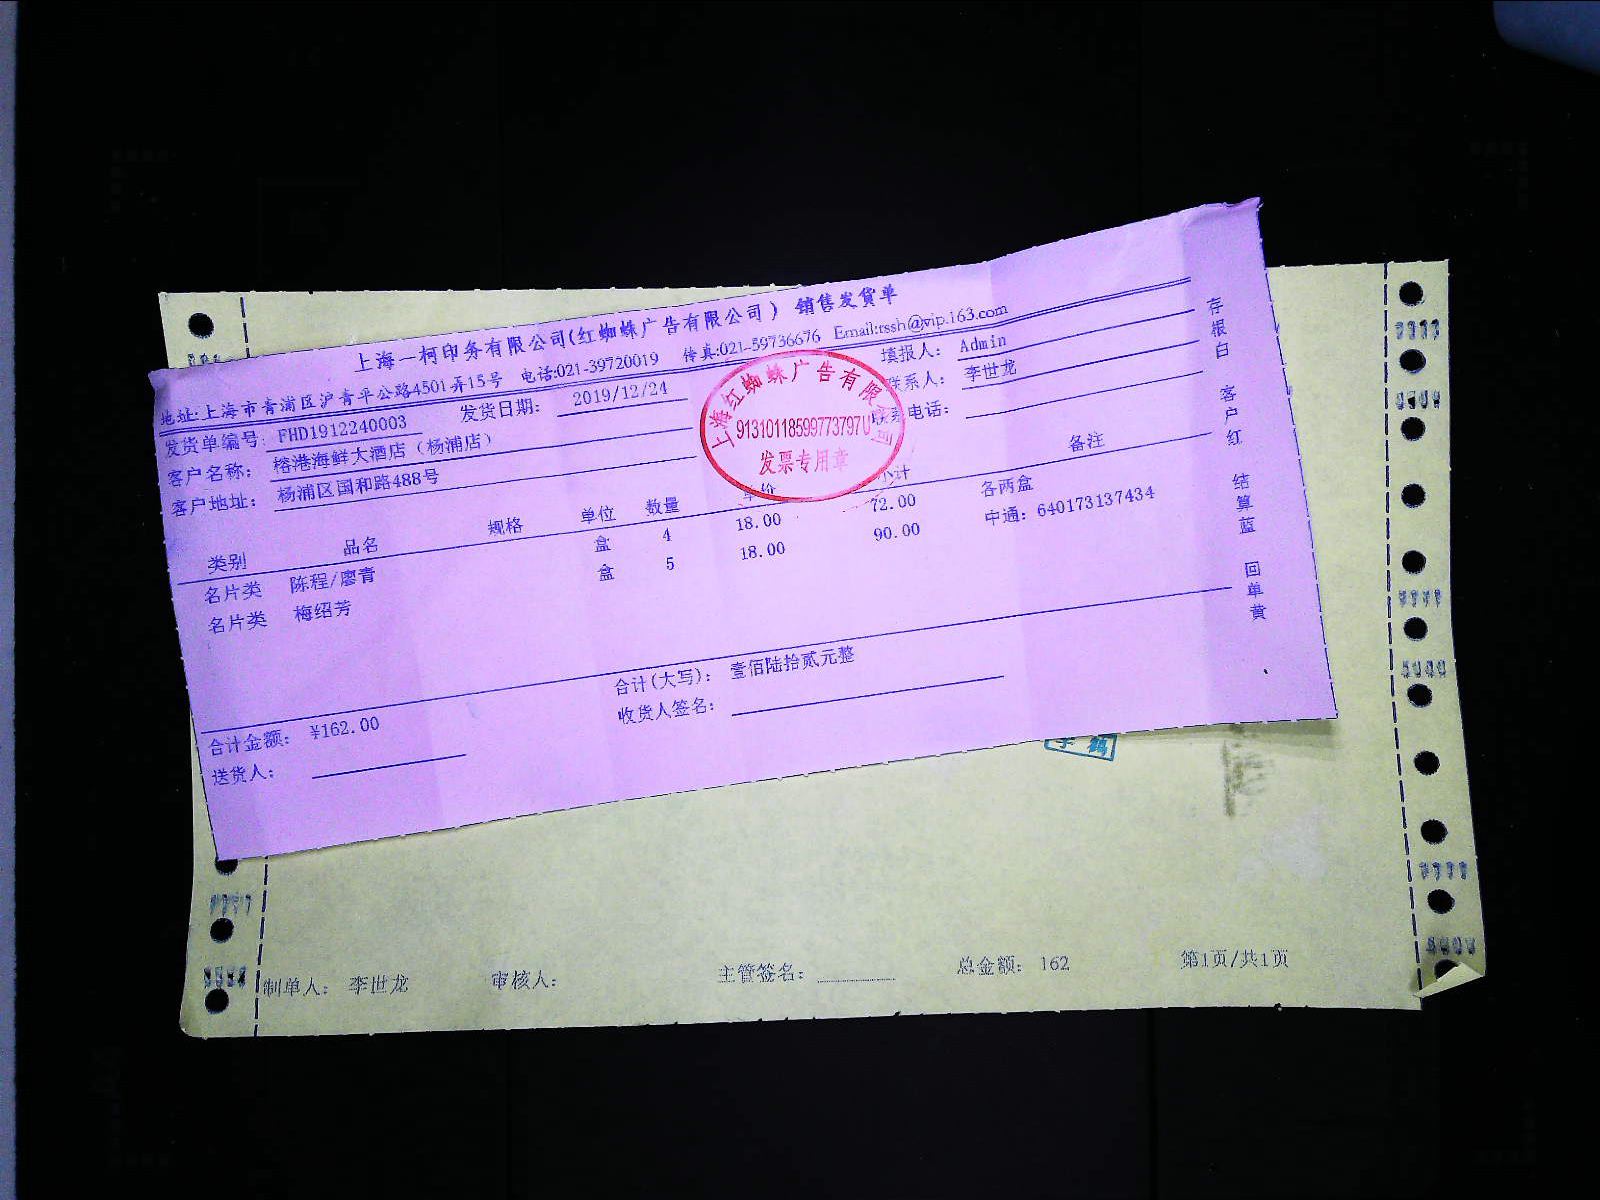 上海一柯印务有限公司(红蜘蛛广告有限公司) 销售发货单
地址:上海市青浦区沪青平公路4501弄15号 电话:021-39720019 传真:021-59736676 Email:rssh@vip.163.com
发货单编号: FHD1912240003 发货日期: 2019/12/24 填报人: Admin
客户名称: 榕港海鲜大酒店（杨浦店） 联系人: 李世龙
客户地址: 杨浦区国和路488号 联系电话:
类别 品名 规格 单位 数量 单价 小计 备注
名片类 陈程/廖青 盒 4 18.00 72.00 各两盒
名片类 梅绍芳 盒 5 18.00 90.00 中通: 640173137434
合计金额: ¥162.00 合计(大写): 壹佰陆拾贰元整
送货人: 收货人签名:
存根白 客户红 结算蓝 回单黄
上海红蜘蛛广告有限公司
91310118599773797U
发票专用章
制单人: 李世龙 审核人: 主管签名: 总金额: 162 第1页/共1页